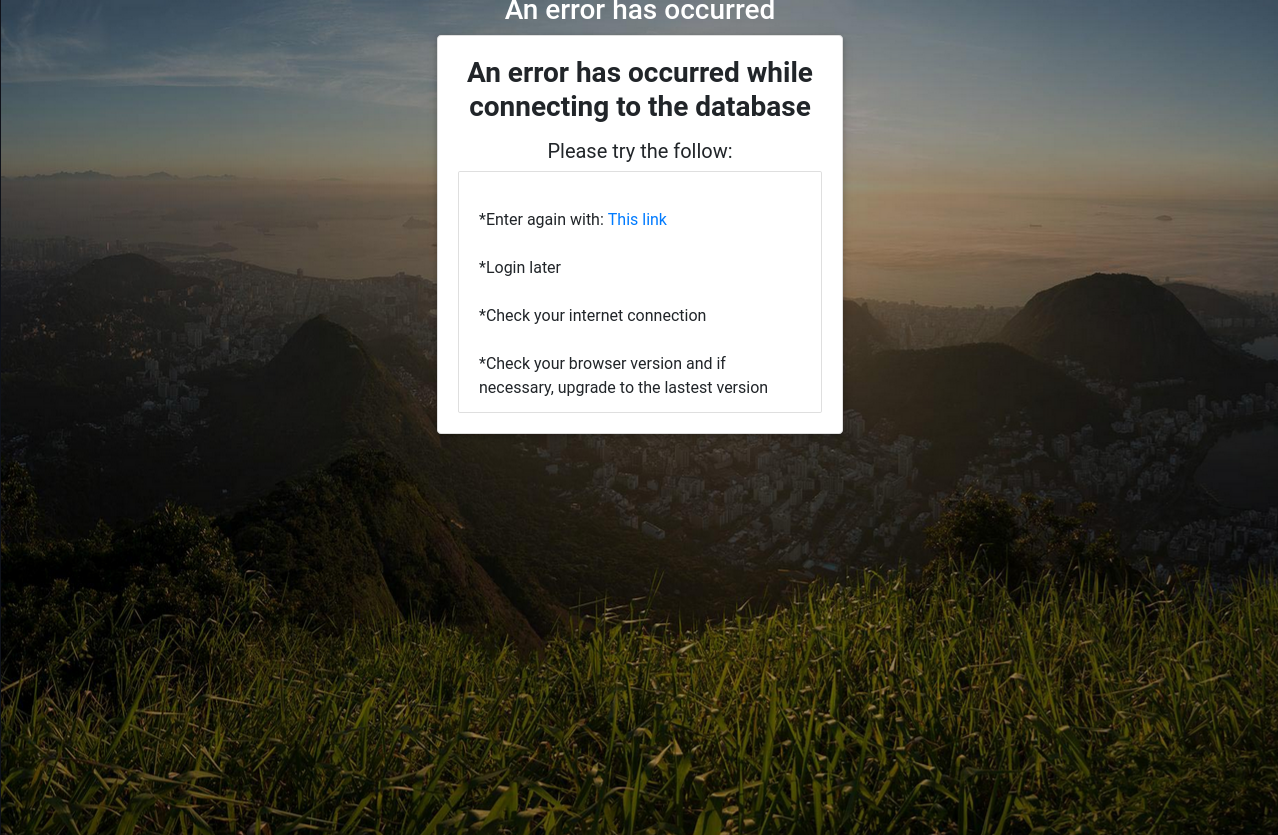 An error has occurred
An error has occurred while
connecting to the database
Please try the follow:
*Enter again with: This link
*Login later
*Check your internet connection
*Check your browser version and if
necessary, upgrade to the lastest version